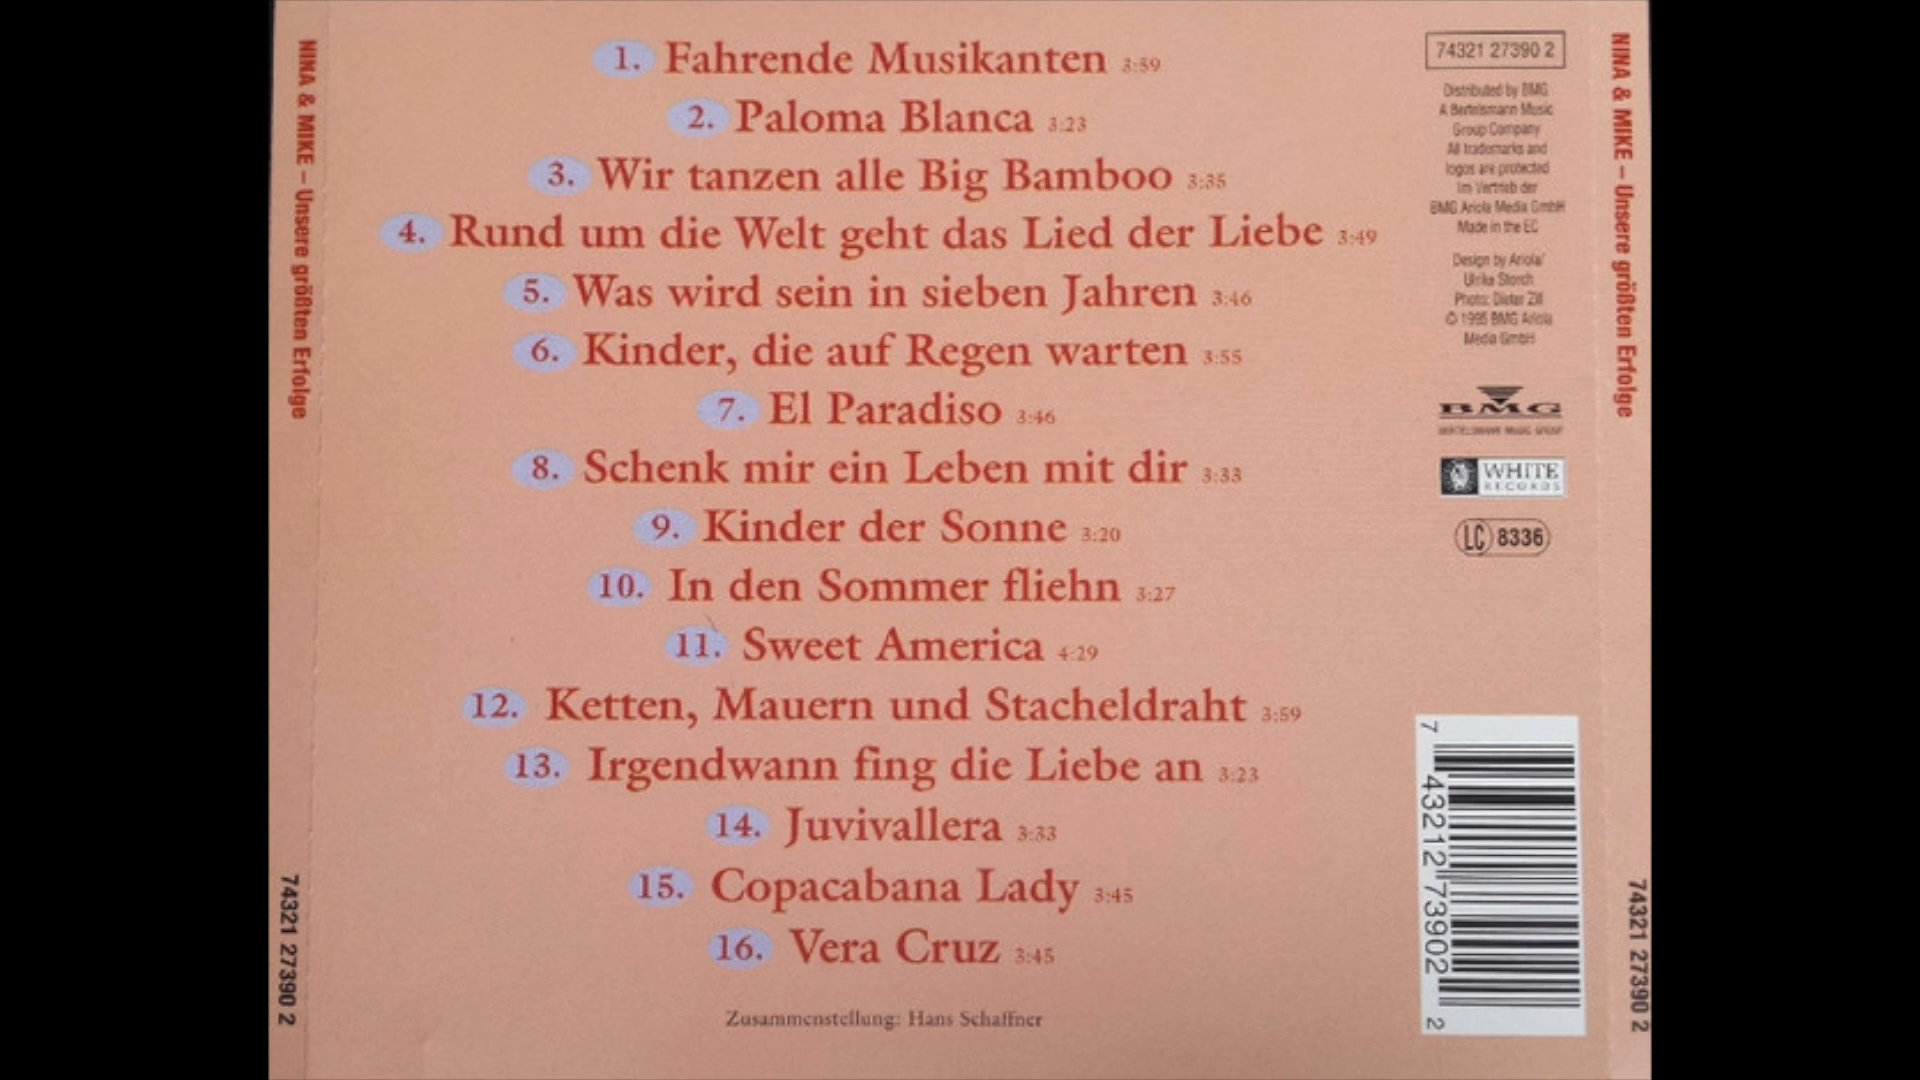 NINA & MIKE – Unsere größten Erfolge
74321 27390 2
1. Fahrende Musikanten 3:59
2. Paloma Blanca 3:23
3. Wir tanzen alle Big Bamboo 3:35
4. Rund um die Welt geht das Lied der Liebe 3:49
5. Was wird sein in sieben Jahren 3:46
6. Kinder, die auf Regen warten 3:55
7. El Paradiso 3:46
8. Schenk mir ein Leben mit dir 3:33
9. Kinder der Sonne 3:20
10. In den Sommer fliehn 3:27
11. Sweet America 4:29
12. Ketten, Mauern und Stacheldraht 3:59
13. Irgendwann fing die Liebe an 3:23
14. Juvivallera 3:33
15. Copacabana Lady 3:45
16. Vera Cruz 3:45
Zusammenstellung: Hans Schaffner
74321 27390 2
Distributed by BMG
A Bertelsmann Music
Group Company
All trademarks and
logos are protected
Im Vertrieb der
BMG Ariola Media GmbH
Made in the EC
Design by Ariola/
Ulrike Storch
Photo: Dieter Zill
© 1995 BMG Ariola
Media GmbH
BMG
BERTELSMANN MUSIC GROUP
WHITE
RECORDS
LC 8336
7 43212 73902 2
NINA & MIKE – Unsere größten Erfolge
74321 27390 2